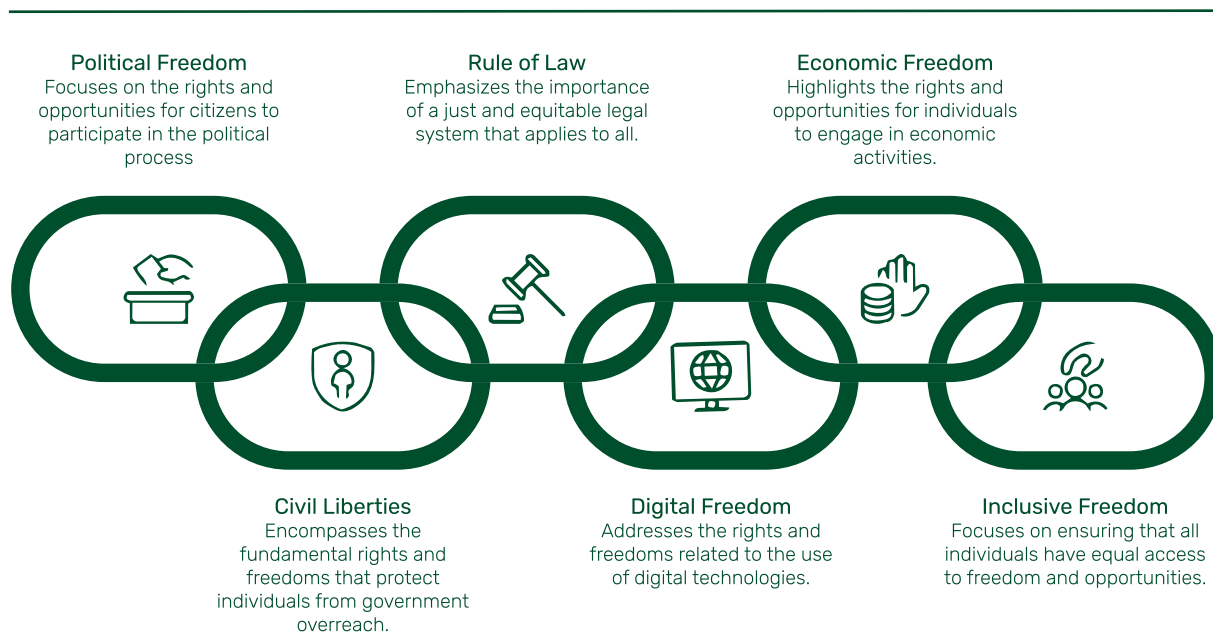 Political Freedom
Focuses on the rights and
opportunities for citizens to
participate in the political
process
Rule of Law
Emphasizes the importance
of a just and equitable legal
system that applies to all.
Economic Freedom
Highlights the rights and
opportunities for individuals
to engage in economic
activities.
Civil Liberties
Encompasses the
fundamental rights and
freedoms that protect
individuals from government
overreach.
Digital Freedom
Addresses the rights and
freedoms related to the use
of digital technologies.
Inclusive Freedom
Focuses on ensuring that all
individuals have equal access
to freedom and opportunities.